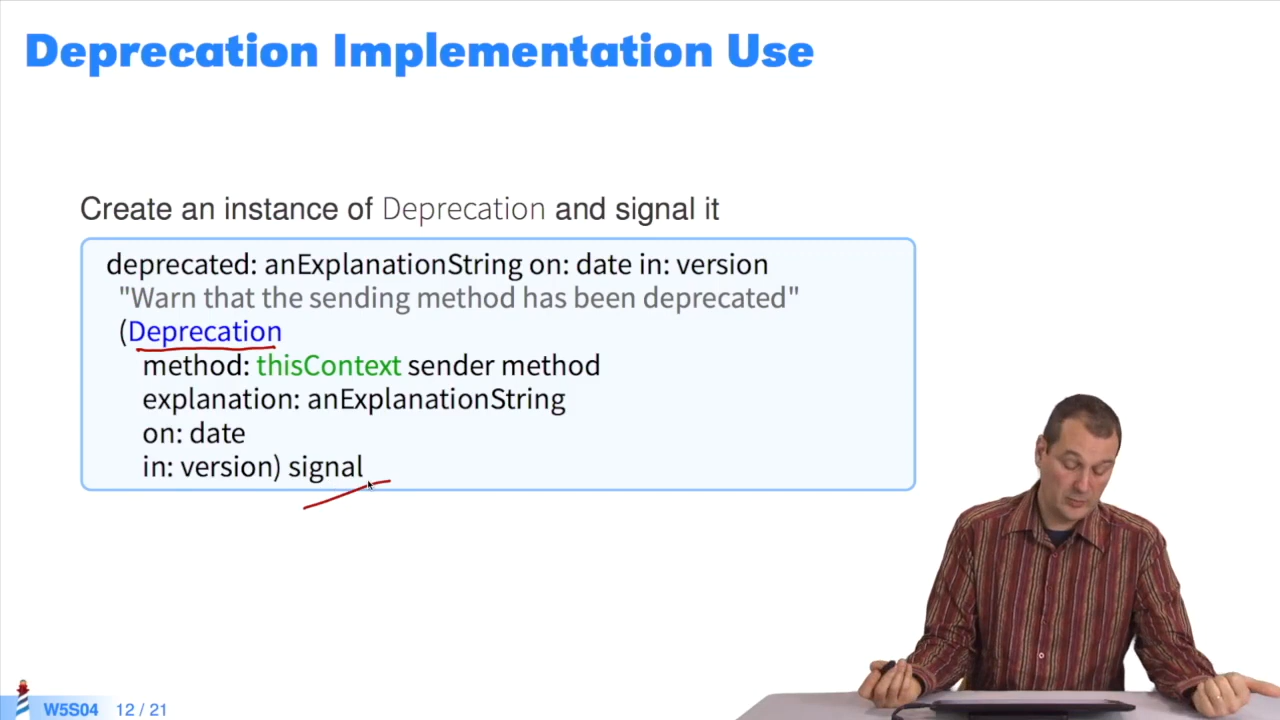 Deprecation Implementation Use
Create an instance of Deprecation and signal it
deprecated: anExplanationString on: date in: version
"Warn that the sending method has been deprecated"
(Deprecation
method: thisContext sender method
explanation: anExplanationString
on: date
in: version) signal
W5S04 12 / 21